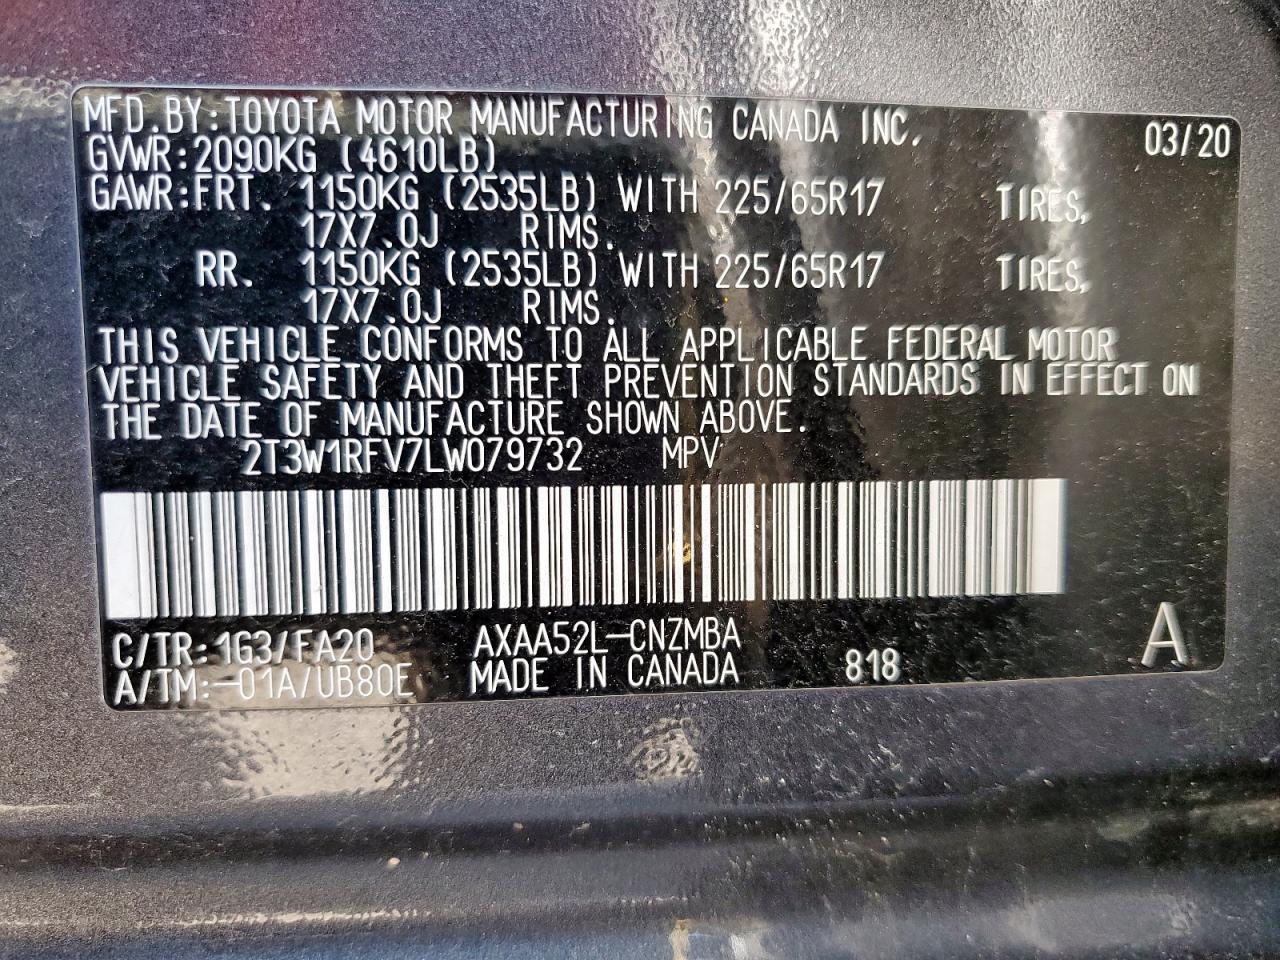 MFD.BY:TOYOTA MOTOR MANUFACTURING CANADA INC. 03/20
GVWR:2090KG (4610LB)
GAWR:FRT. 1150KG (2535LB) WITH 225/65R17 TIRES,
17X7.0J RIMS.
RR. 1150KG (2535LB) WITH 225/65R17 TIRES,
17X7.0J RIMS.
THIS VEHICLE CONFORMS TO ALL APPLICABLE FEDERAL MOTOR
VEHICLE SAFETY AND THEFT PREVENTION STANDARDS IN EFFECT ON
THE DATE OF MANUFACTURE SHOWN ABOVE.
2T3W1RFV7LW079732 MPV
C/TR:1G3/FA20 AXAA52L-CNZMBA
A/TM:-01A/UB80E MADE IN CANADA 818 A